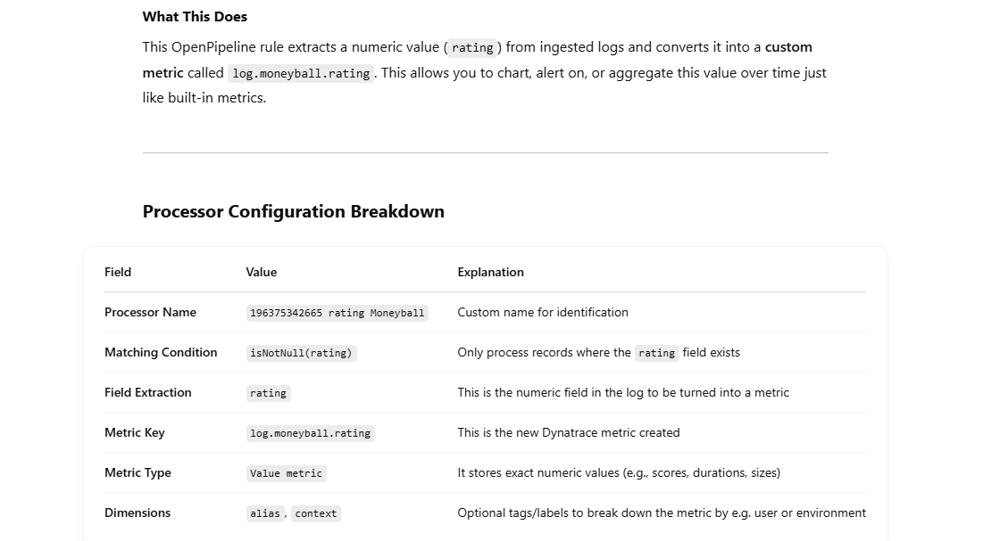 What This Does
This OpenPipeline rule extracts a numeric value ( rating ) from ingested logs and converts it into a custom
metric called log.moneyball.rating . This allows you to chart, alert on, or aggregate this value over time just
like built-in metrics.
Processor Configuration Breakdown
Field Value Explanation
Processor Name 196375342665 rating Moneyball Custom name for identification
Matching Condition isNotNull(rating) Only process records where the rating field exists
Field Extraction rating This is the numeric field in the log to be turned into a metric
Metric Key log.moneyball.rating This is the new Dynatrace metric created
Metric Type Value metric It stores exact numeric values (e.g., scores, durations, sizes)
Dimensions alias , context Optional tags/labels to break down the metric by e.g. user or environment